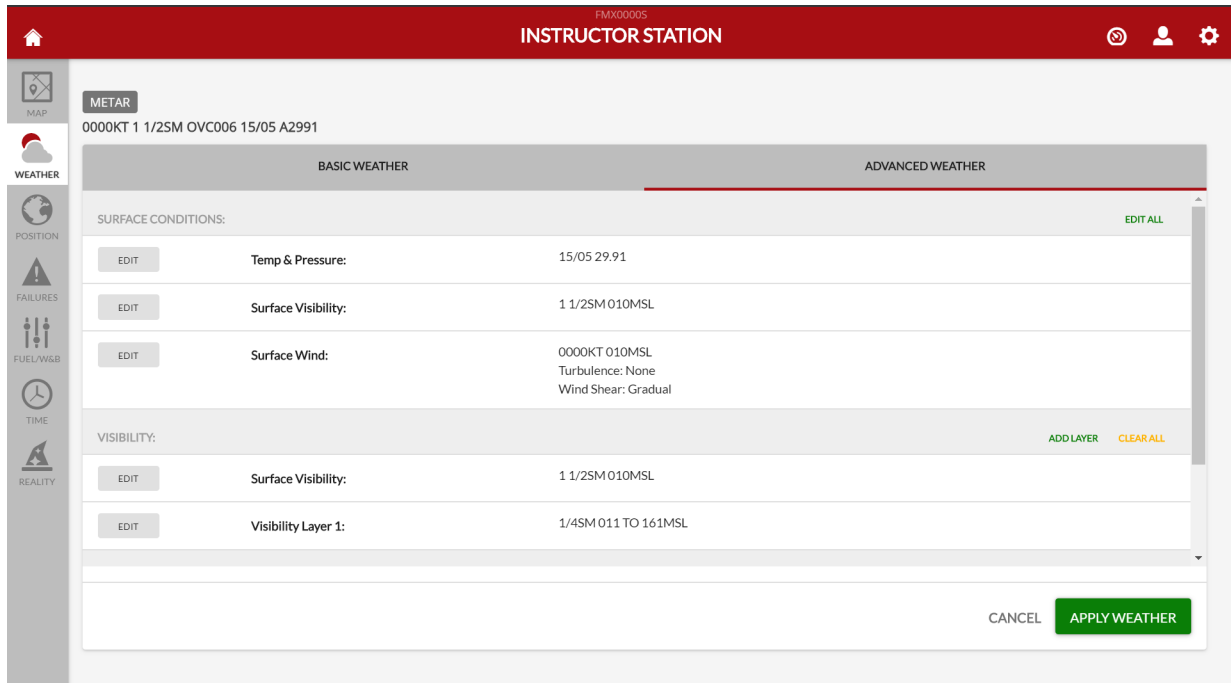 FMX0000S
INSTRUCTOR STATION
MAP
WEATHER
POSITION
FAILURES
FUEL/W&B
TIME
REALITY
METAR
0000KT 1 1/2SM OVC006 15/05 A2991
BASIC WEATHER ADVANCED WEATHER
SURFACE CONDITIONS: EDIT ALL
EDIT Temp & Pressure: 15/05 29.91
EDIT Surface Visibility: 1 1/2SM 010MSL
EDIT Surface Wind: 0000KT 010MSL
Turbulence: None
Wind Shear: Gradual
VISIBILITY: ADD LAYER CLEAR ALL
EDIT Surface Visibility: 1 1/2SM 010MSL
EDIT Visibility Layer 1: 1/4SM 011 TO 161MSL
CANCEL APPLY WEATHER